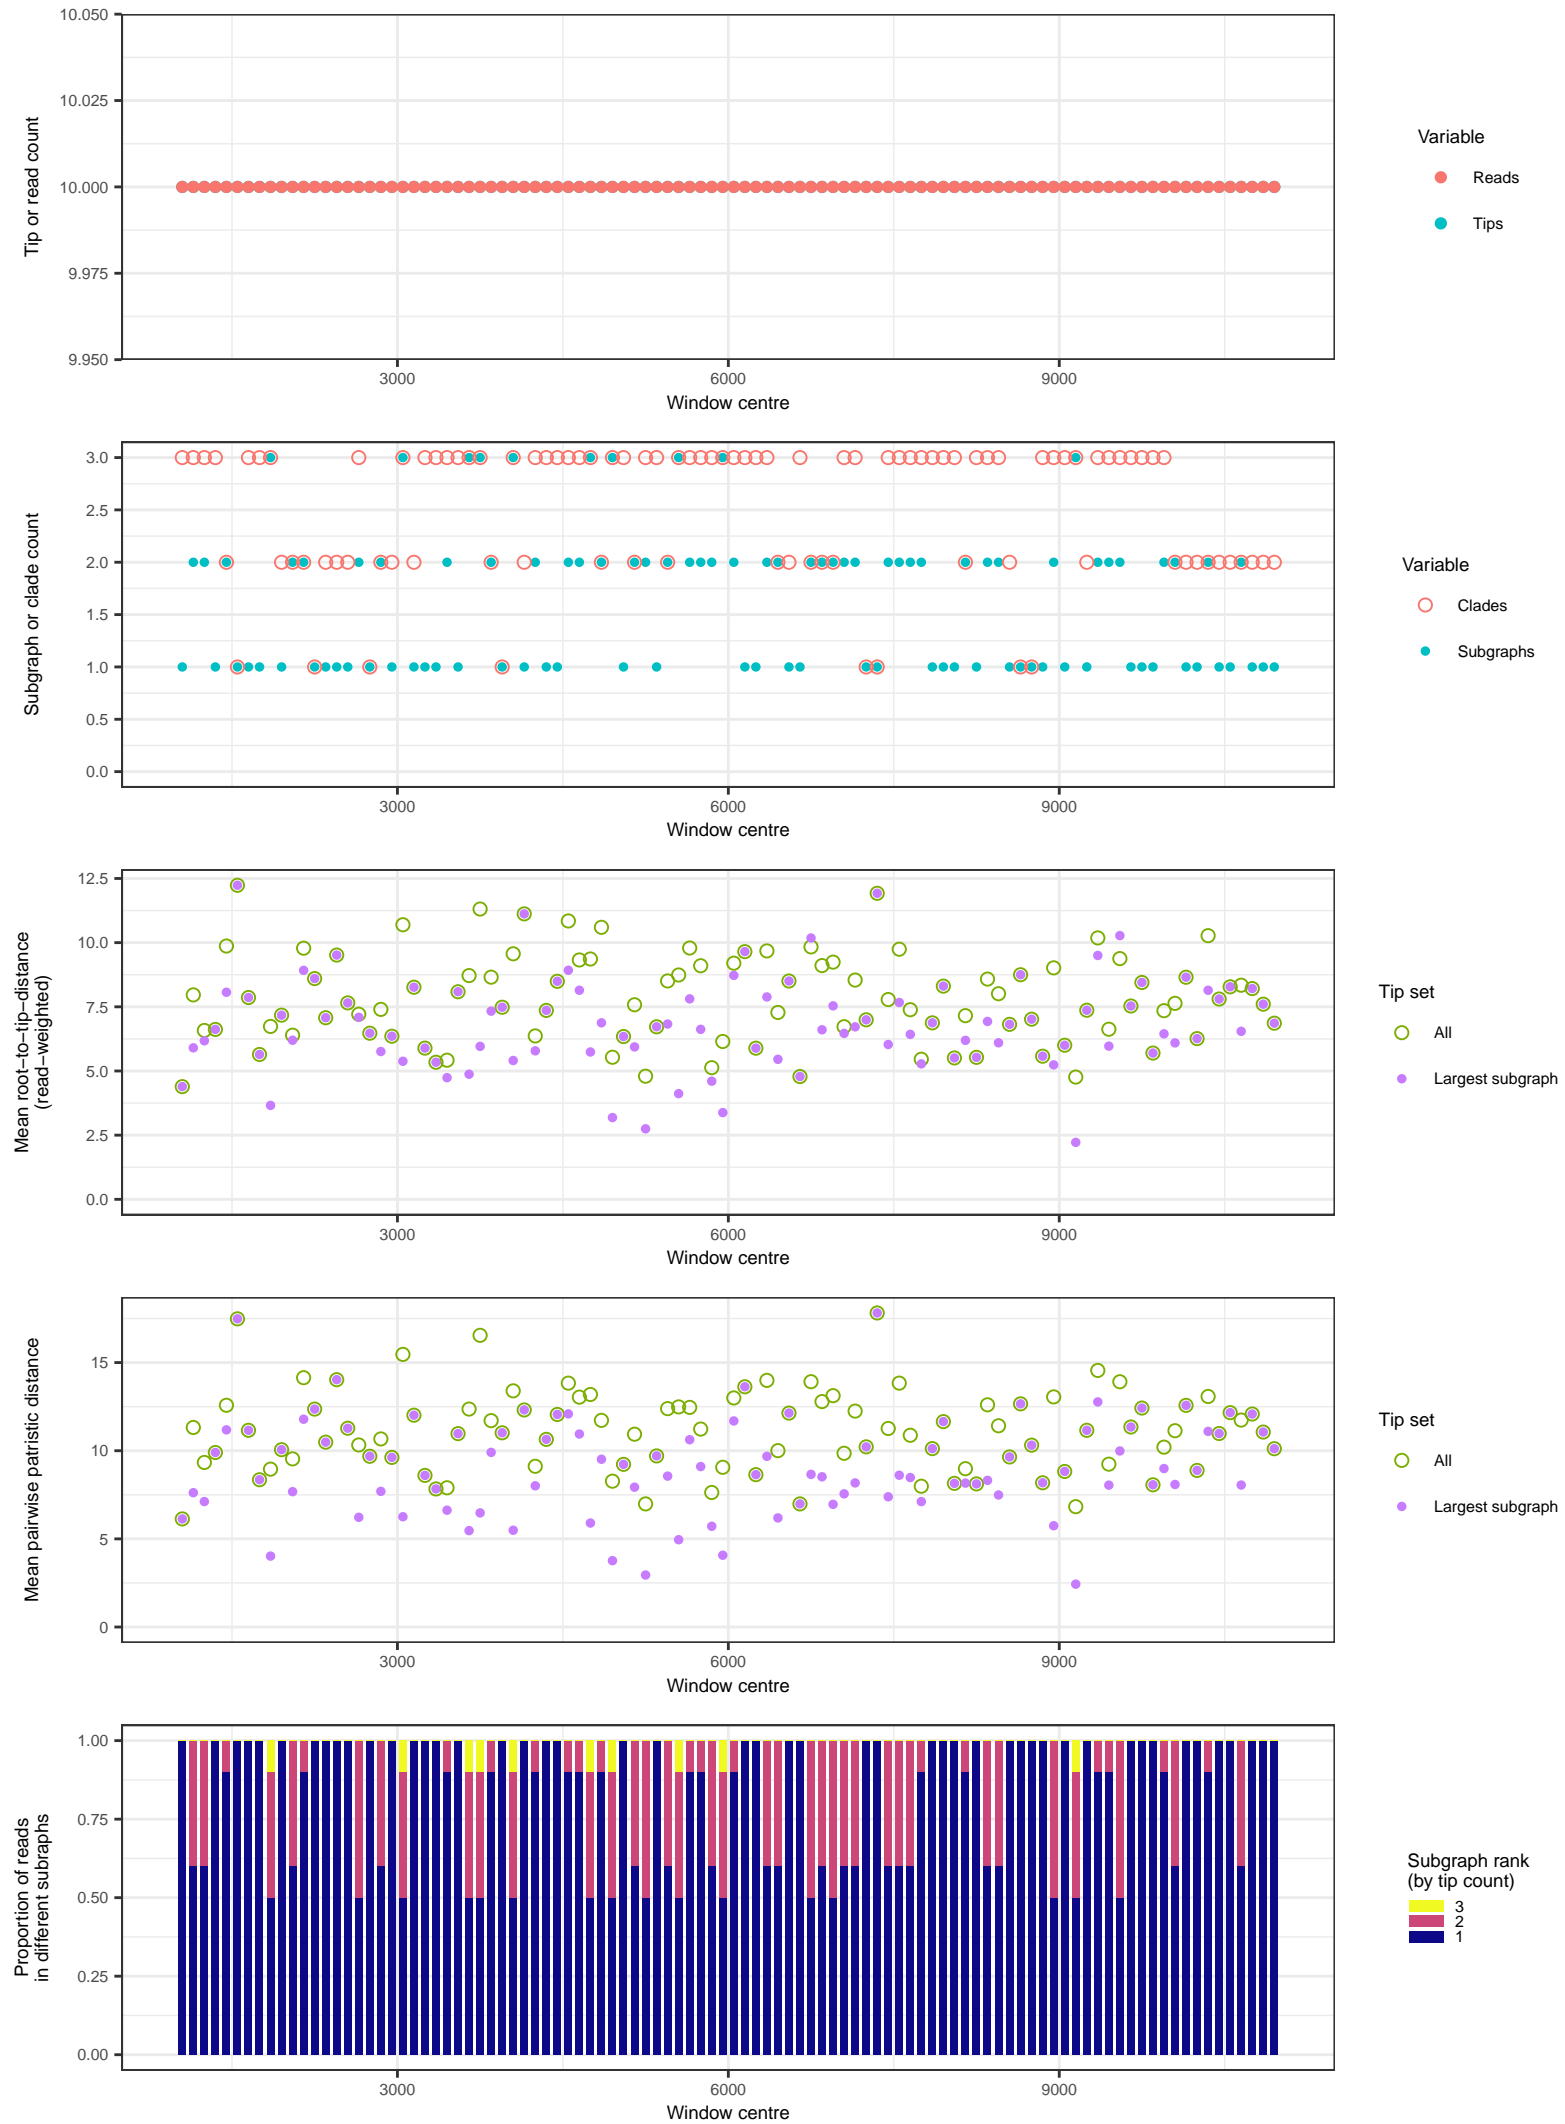 10.050
10.025
10.000
9.975
9.950
Tip or read count
3000
6000
9000
Window centre
Variable
Reads
Tips
3.0
2.5
2.0
1.5
1.0
0.5
0.0
Subgraph or clade count
3000
6000
9000
Window centre
Variable
Clades
Subgraphs
12.5
10.0
7.5
5.0
2.5
0.0
Mean root−to−tip−distance
(read−weighted)
3000
6000
9000
Window centre
Tip set
All
Largest subgraph
15
10
5
0
Mean pairwise patristic distance
3000
6000
9000
Window centre
Tip set
All
Largest subgraph
1.00
0.75
0.50
0.25
0.00
Proportion of reads
in different subraphs
3000
6000
9000
Window centre
Subgraph rank
(by tip count)
3
2
1